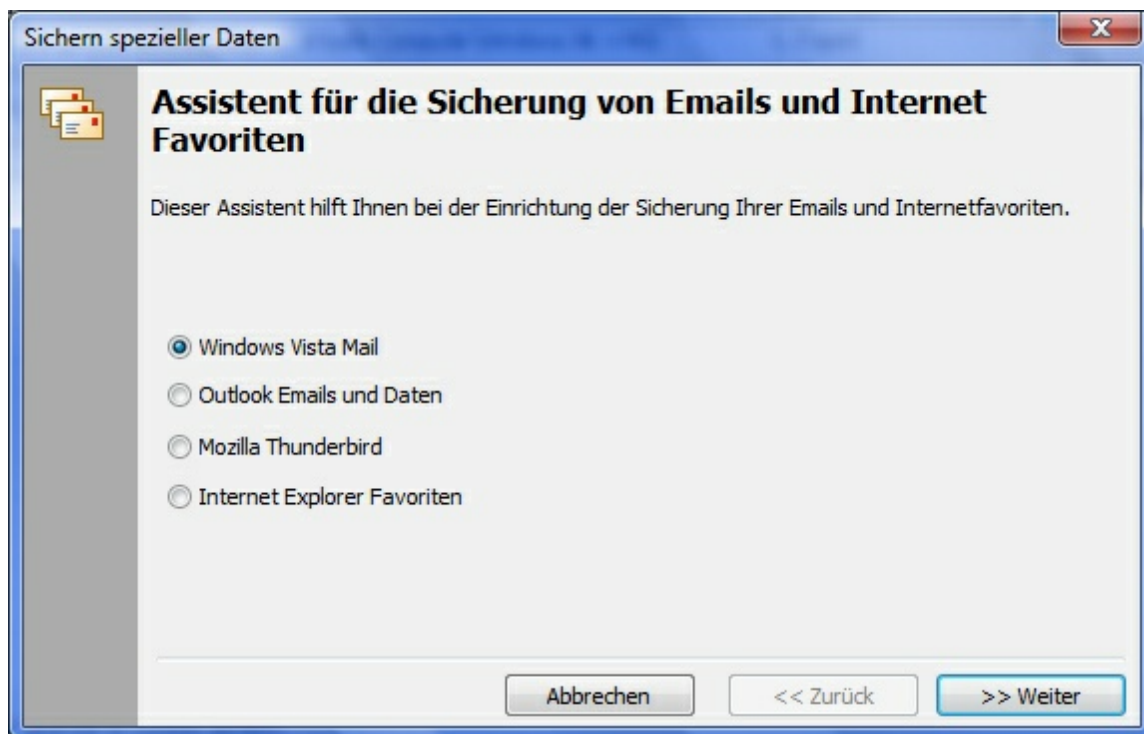 Sichern spezieller Daten
Assistent für die Sicherung von Emails und Internet
Favoriten
Dieser Assistent hilft Ihnen bei der Einrichtung der Sicherung Ihrer Emails und Internetfavoriten.
Windows Vista Mail
Outlook Emails und Daten
Mozilla Thunderbird
Internet Explorer Favoriten
Abbrechen << Zurück >> Weiter